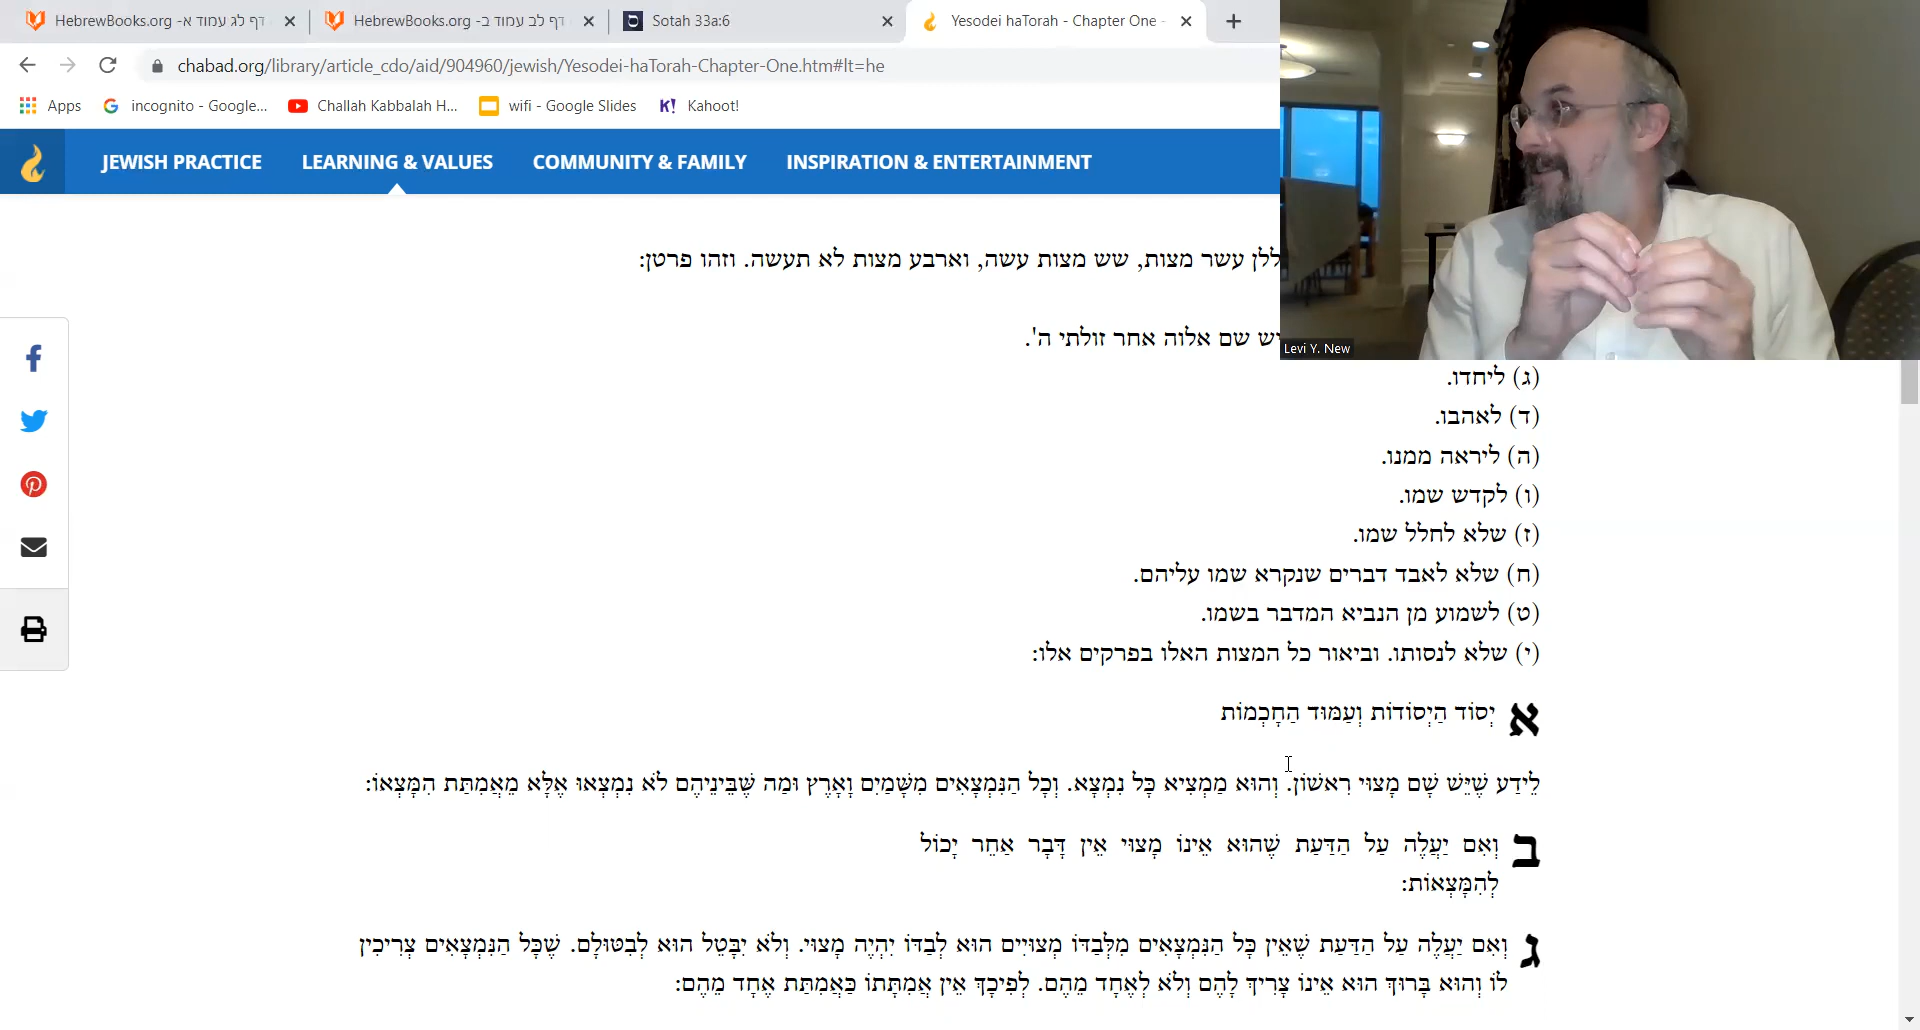 HebrewBooks.org -דף לג עמוד א
HebrewBooks.org -דף לב עמוד ב
Sotah 33a:6
Yesodei haTorah - Chapter One -
chabad.org/library/article_cdo/aid/904960/jewish/Yesodei-haTorah-Chapter-One.htm#lt=he
Apps
incognito - Google...
Challah Kabbalah H...
wifi - Google Slides
K! Kahoot!
JEWISH PRACTICE
LEARNING & VALUES
COMMUNITY & FAMILY
INSPIRATION & ENTERTAINMENT
Levi Y. New
עשר מצות, שש מצות עשה, וארבע מצות לא תעשה. וזהו פרטן:
שם אלוה אחר זולתי ה'.
(ג) ליחדו.
(ד) לאהבו.
(ה) ליראה ממנו.
(ו) לקדש שמו.
(ז) שלא לחלל שמו.
(ח) שלא לאבד דברים שנקרא שמו עליהם.
(ט) לשמוע מן הנביא המדבר בשמו.
(י) שלא לנסותו. וביאור כל המצות האלו בפרקים אלו:
א יְסוֹד הַיְסוֹדוֹת וְעַמּוּד הַחָכְמוֹת
לֵידַע שֶׁיֵּשׁ שָׁם מָצוּי רִאשׁוֹן. וְהוּא מַמְצִיא כָּל נִמְצָא. וְכָל הַנִּמְצָאִים מִשָּׁמַיִם וָאָרֶץ וּמַה שֶּׁבֵּינֵיהֶם לֹא נִמְצְאוּ אֶלָּא מֵאֲמִתַּת הִמָּצְאוֹ:
ב וְאִם יַעֲלֶה עַל הַדַּעַת שֶׁהוּא אֵינוֹ מָצוּי אֵין דָּבָר אַחֵר יָכוֹל
לְהִמָּצְאוֹת:
ג וְאִם יַעֲלֶה עַל הַדַּעַת שֶׁאֵין כָּל הַנִּמְצָאִים מִלְּבַדּוֹ מְצוּיִים הוּא לְבַדּוֹ יִהְיֶה מָצוּי. וְלֹא יִבָּטֵל הוּא לְבִטּוּלָם. שֶׁכָּל הַנִּמְצָאִים צְרִיכִין
לוֹ וְהוּא בָּרוּךְ הוּא אֵינוֹ צָרִיךְ לָהֶם וְלֹא לְאֶחָד מֵהֶם. לְפִיכָךְ אֵין אֲמִתָּתוֹ כַּאֲמִתַּת אֶחָד מֵהֶם: